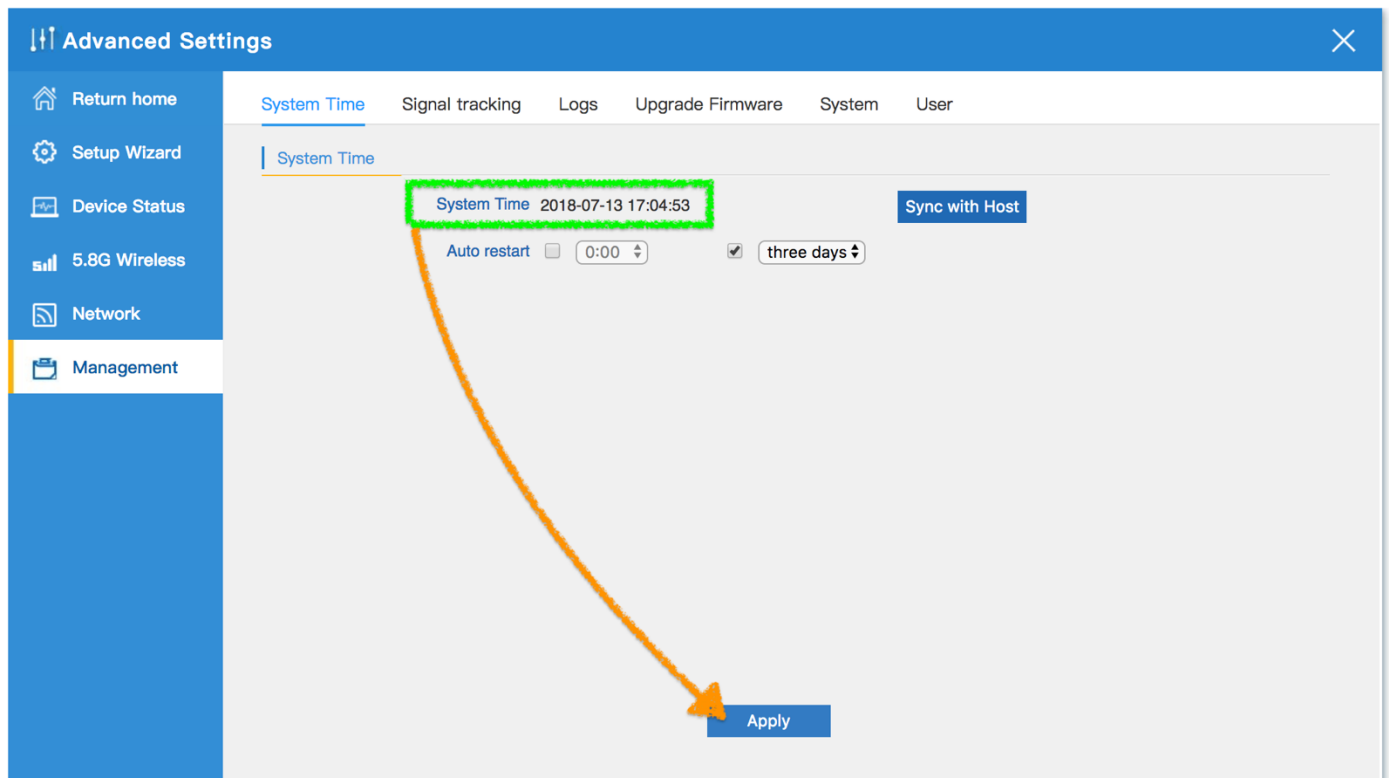 Advanced Settings
Return home
Setup Wizard
Device Status
5.8G Wireless
Network
Management
System Time Signal tracking Logs Upgrade Firmware System User
System Time
System Time 2018-07-13 17:04:53 Sync with Host
Auto restart 0:00 three days
Apply